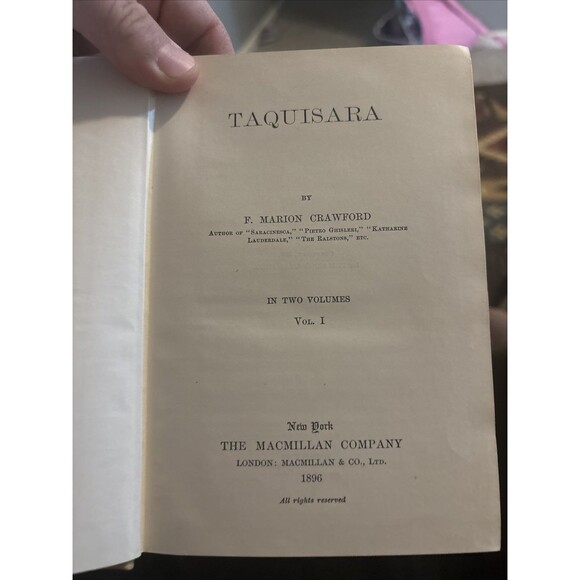 TAQUISARA
BY
F. MARION CRAWFORD
AUTHOR OF "SARACINESCA," "PIETRO GHISLERI," "KATHARINE
LAUDERDALE," "THE RALSTONS," ETC.
IN TWO VOLUMES
VOL. I
New York
THE MACMILLAN COMPANY
LONDON: MACMILLAN & CO., LTD.
1896
All rights reserved